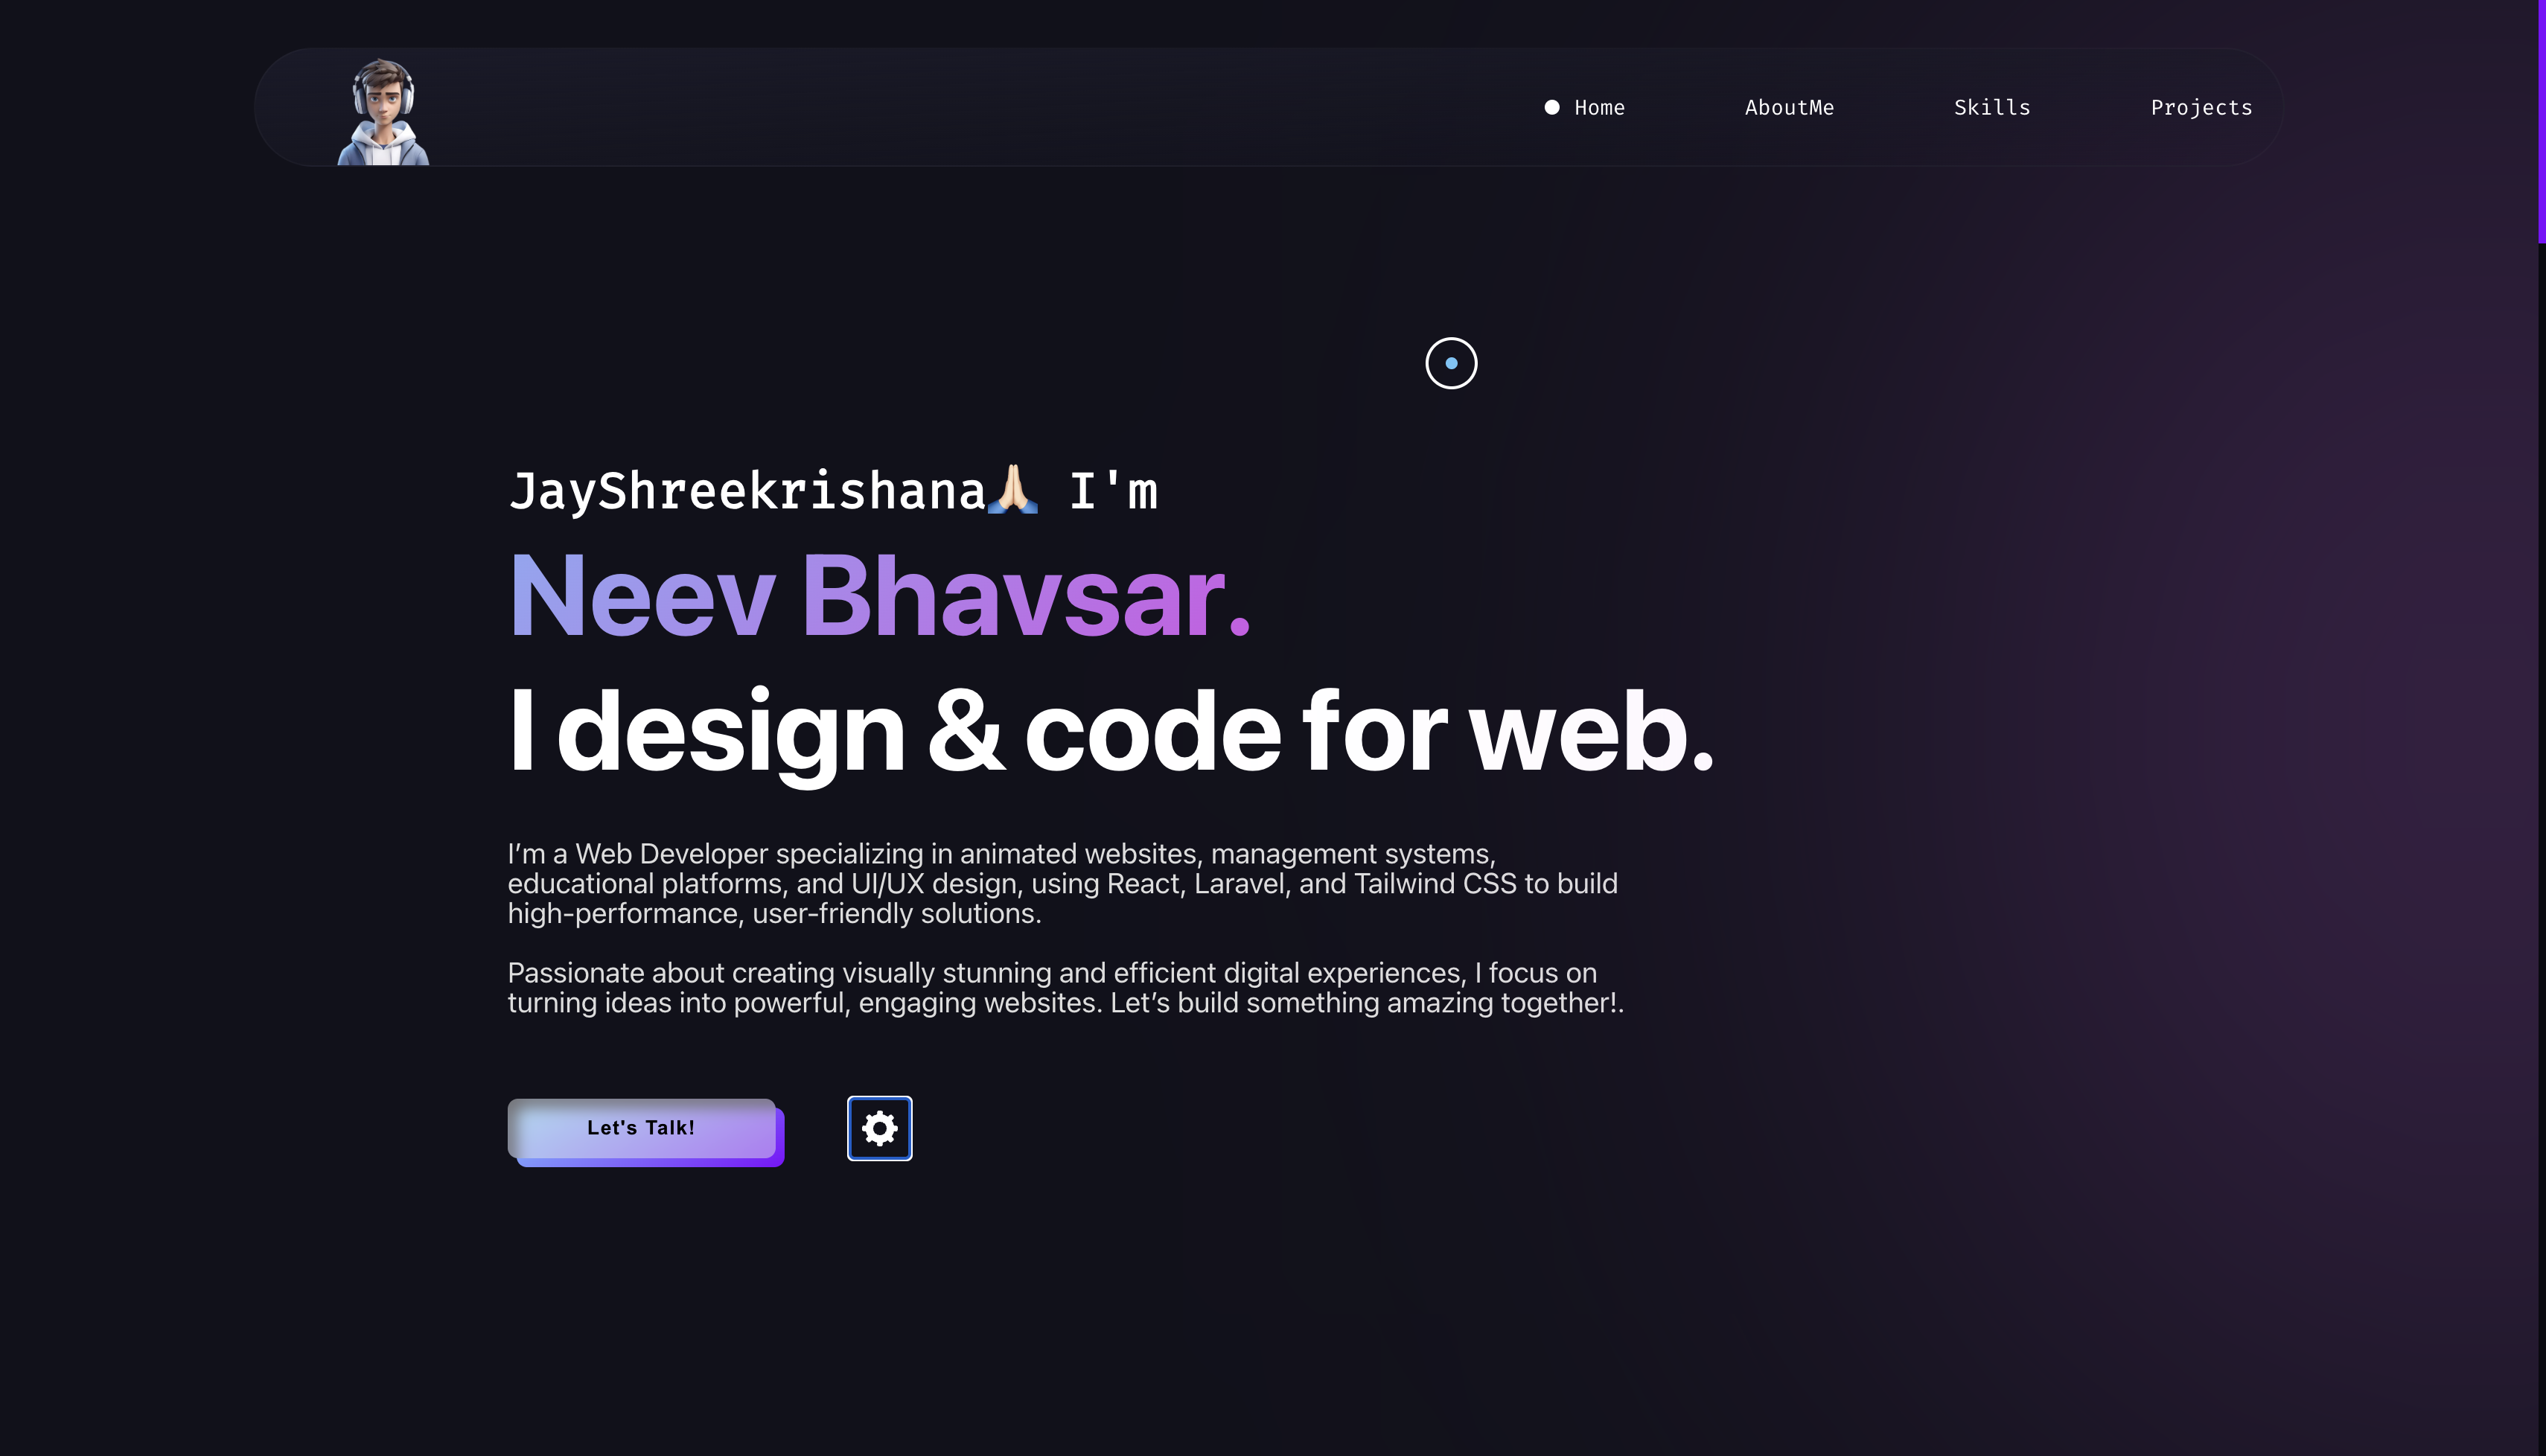 Home AboutMe Skills Projects
JayShreekrishana🙏🏻 I'm
Neev Bhavsar.
I design & code for web.
I’m a Web Developer specializing in animated websites, management systems,
educational platforms, and UI/UX design, using React, Laravel, and Tailwind CSS to build
high-performance, user-friendly solutions.
Passionate about creating visually stunning and efficient digital experiences, I focus on
turning ideas into powerful, engaging websites. Let’s build something amazing together!.
Let's Talk!